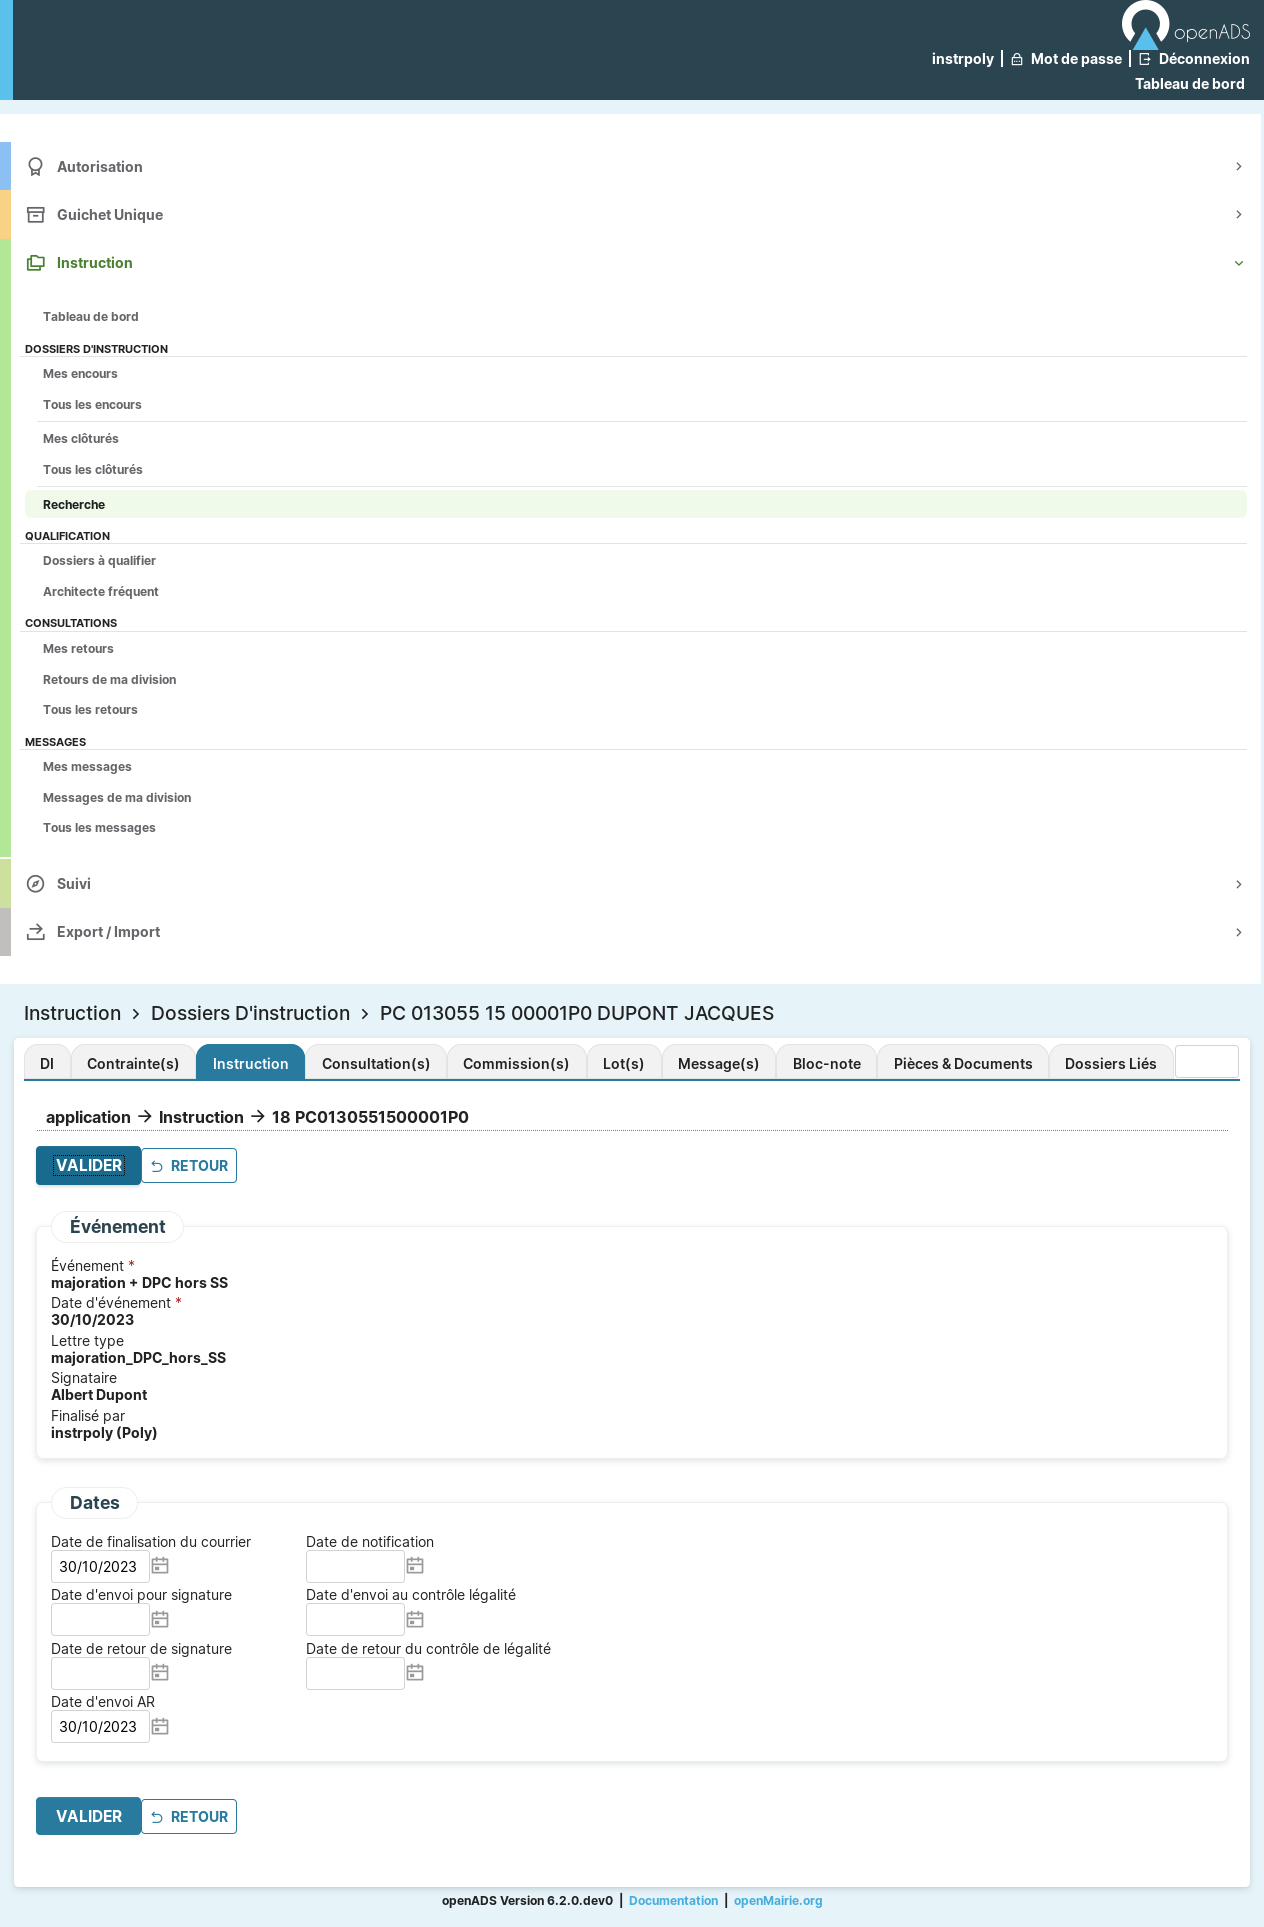 openADS
instrpoly | Mot de passe | Déconnexion
Tableau de bord
Autorisation
Guichet Unique
Instruction
Tableau de bord
DOSSIERS D'INSTRUCTION
Mes encours
Tous les encours
Mes clôturés
Tous les clôturés
Recherche
QUALIFICATION
Dossiers à qualifier
Architecte fréquent
CONSULTATIONS
Mes retours
Retours de ma division
Tous les retours
MESSAGES
Mes messages
Messages de ma division
Tous les messages
Suivi
Export / Import
Instruction > Dossiers D'instruction > PC 013055 15 00001P0 DUPONT JACQUES
DI Contrainte(s) Instruction Consultation(s) Commission(s) Lot(s) Message(s) Bloc-note Pièces & Documents Dossiers Liés
application → Instruction → 18 PC0130551500001P0
VALIDER RETOUR
Événement
Événement *
majoration + DPC hors SS
Date d'événement *
30/10/2023
Lettre type
majoration_DPC_hors_SS
Signataire
Albert Dupont
Finalisé par
instrpoly (Poly)
Dates
Date de finalisation du courrier Date de notification
30/10/2023
Date d'envoi pour signature Date d'envoi au contrôle légalité
Date de retour de signature Date de retour du contrôle de légalité
Date d'envoi AR
30/10/2023
VALIDER RETOUR
openADS Version 6.2.0.dev0 | Documentation | openMairie.org